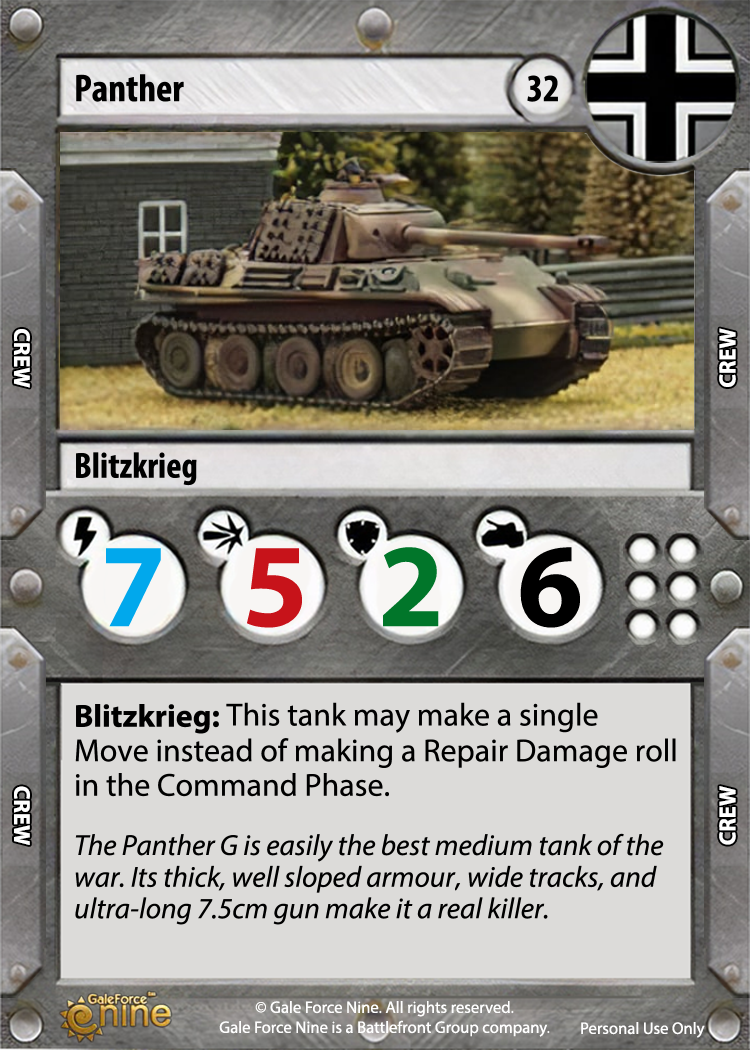 Panther
32
CREW
CREW
Blitzkrieg
7
5
2
6
CREW
CREW
Blitzkrieg: This tank may make a single
Move instead of making a Repair Damage roll
in the Command Phase.
The Panther G is easily the best medium tank of the
war. Its thick, well sloped armour, wide tracks, and
ultra-long 7.5cm gun make it a real killer.
GaleForce™
nine
© Gale Force Nine. All rights reserved.
Gale Force Nine is a Battlefront Group company.
Personal Use Only